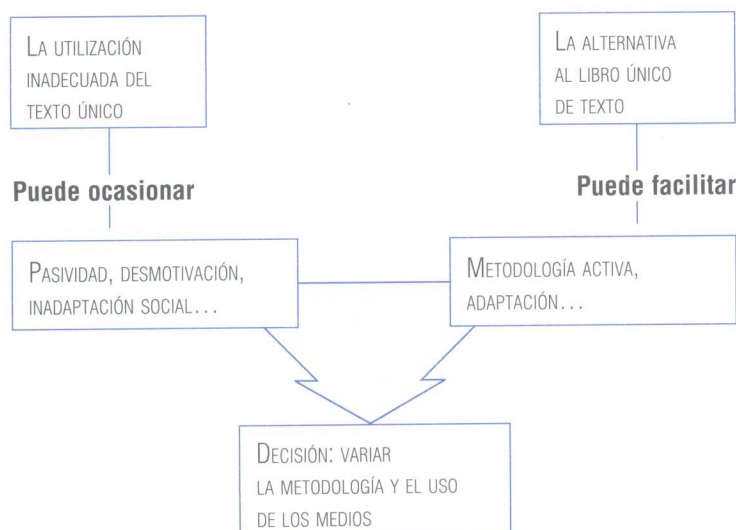 LA UTILIZACIÓN
INADECUADA DEL
TEXTO ÚNICO
LA ALTERNATIVA
AL LIBRO ÚNICO
DE TEXTO
Puede ocasionar
Puede facilitar
PASIVIDAD, DESMOTIVACIÓN,
INADAPTACIÓN SOCIAL...
METODOLOGÍA ACTIVA,
ADAPTACIÓN...
DECISIÓN: VARIAR
LA METODOLOGÍA Y EL USO
DE LOS MEDIOS